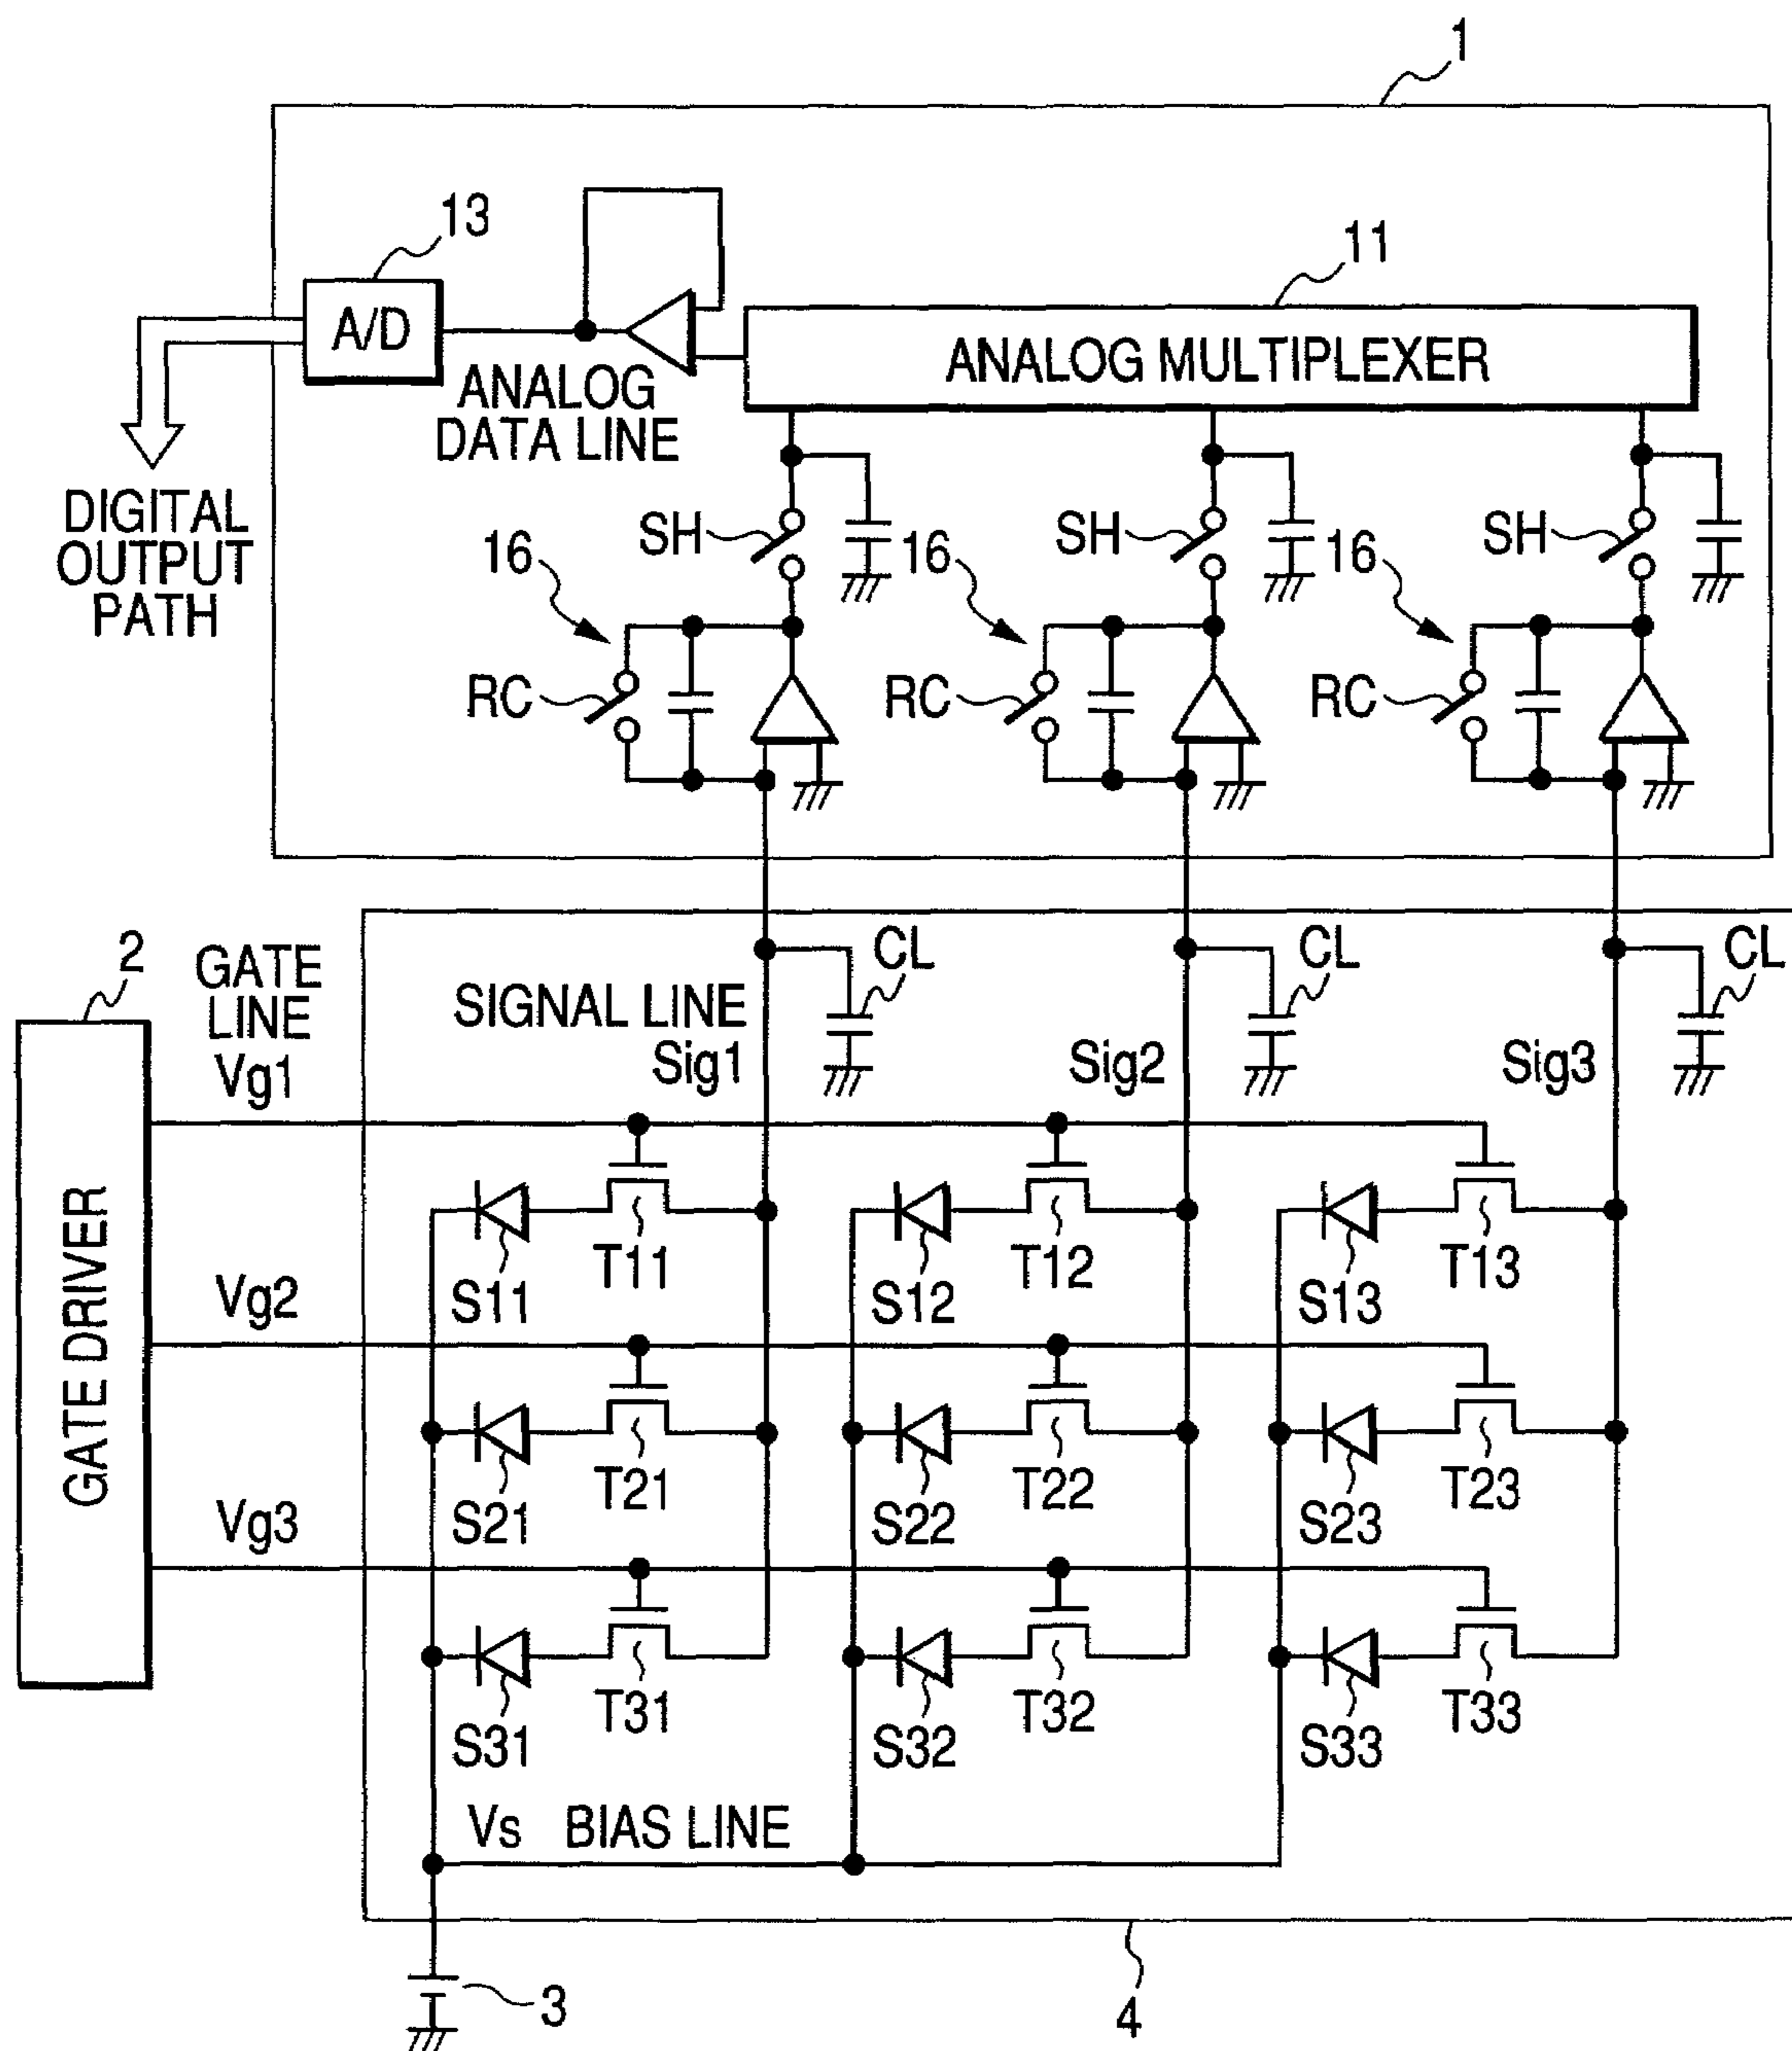 1
13
11
A/D
ANALOG MULTIPLEXER
ANALOG
DATA LINE
DIGITAL
OUTPUT
PATH
SH
SH
SH
16
16
16
RC
RC
RC
2
GATE
LINE
Vg1
SIGNAL LINE
Sig1
CL
Sig2
CL
Sig3
CL
GATE DRIVER
T11
T12
T13
S11
S12
S13
Vg2
T21
T22
T23
S21
S22
S23
Vg3
T31
T32
T33
S31
S32
S33
Vs BIAS LINE
3
4